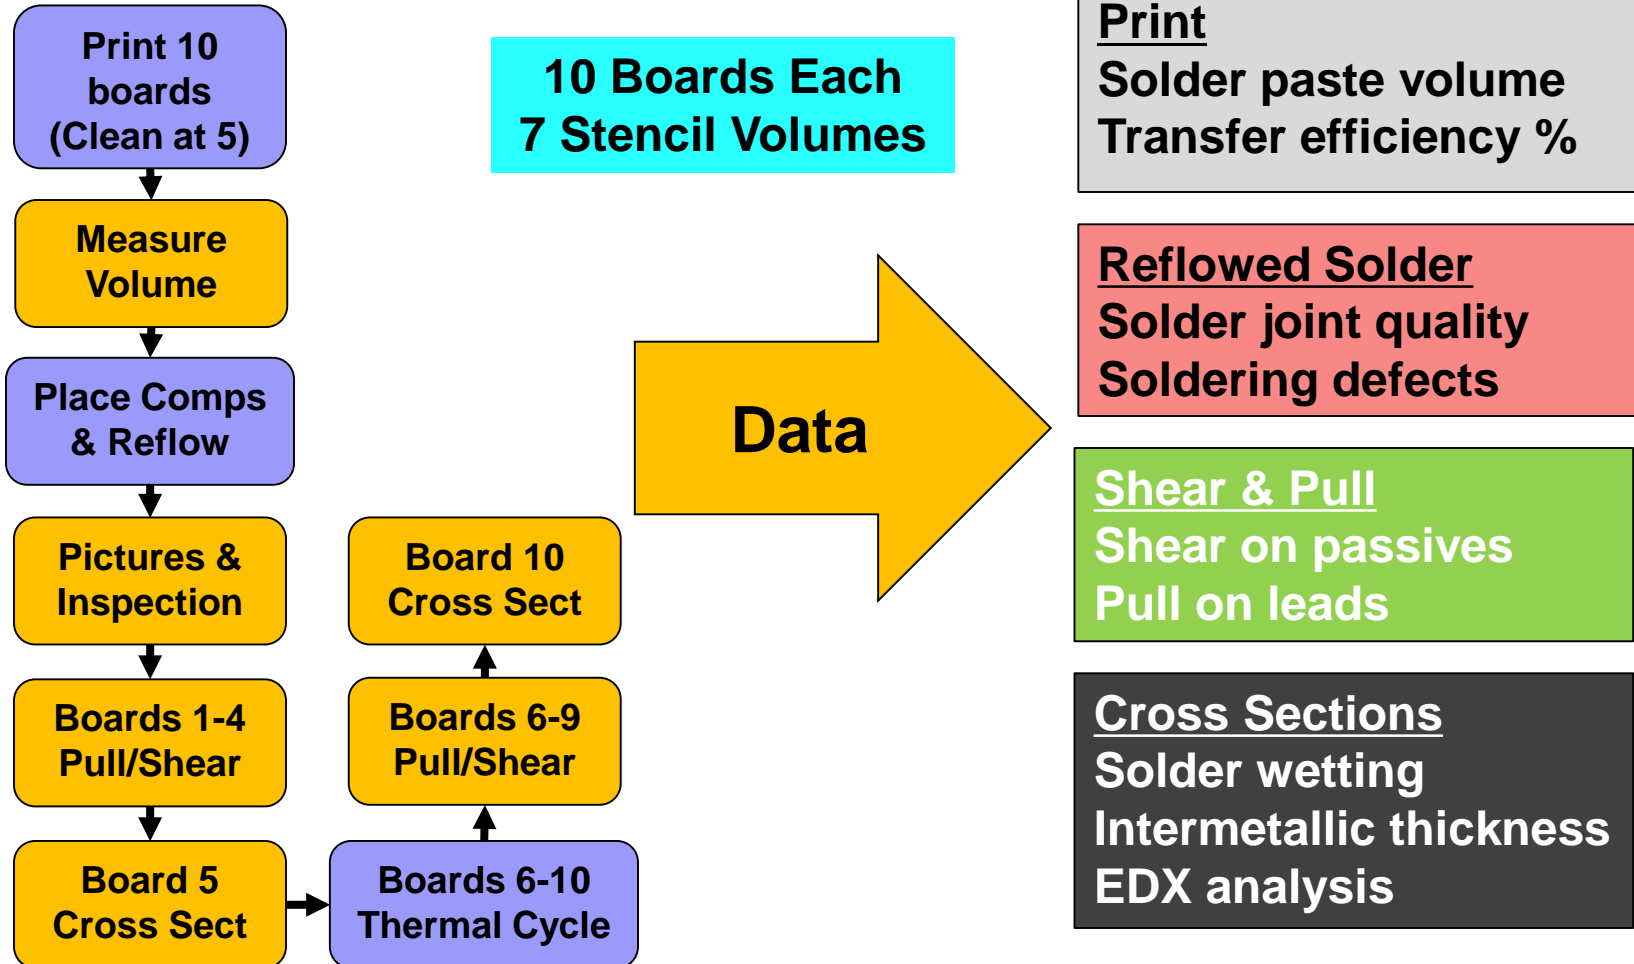 Print 10
boards
(Clean at 5)
Measure
Volume
Place Comps
& Reflow
Pictures &
Inspection
Boards 1-4
Pull/Shear
Board 5
Cross Sect
Boards 6-10
Thermal Cycle
Boards 6-9
Pull/Shear
Board 10
Cross Sect
10 Boards Each
7 Stencil Volumes
Data
Print
Solder paste volume
Transfer efficiency %
Reflowed Solder
Solder joint quality
Soldering defects
Shear & Pull
Shear on passives
Pull on leads
Cross Sections
Solder wetting
Intermetallic thickness
EDX analysis